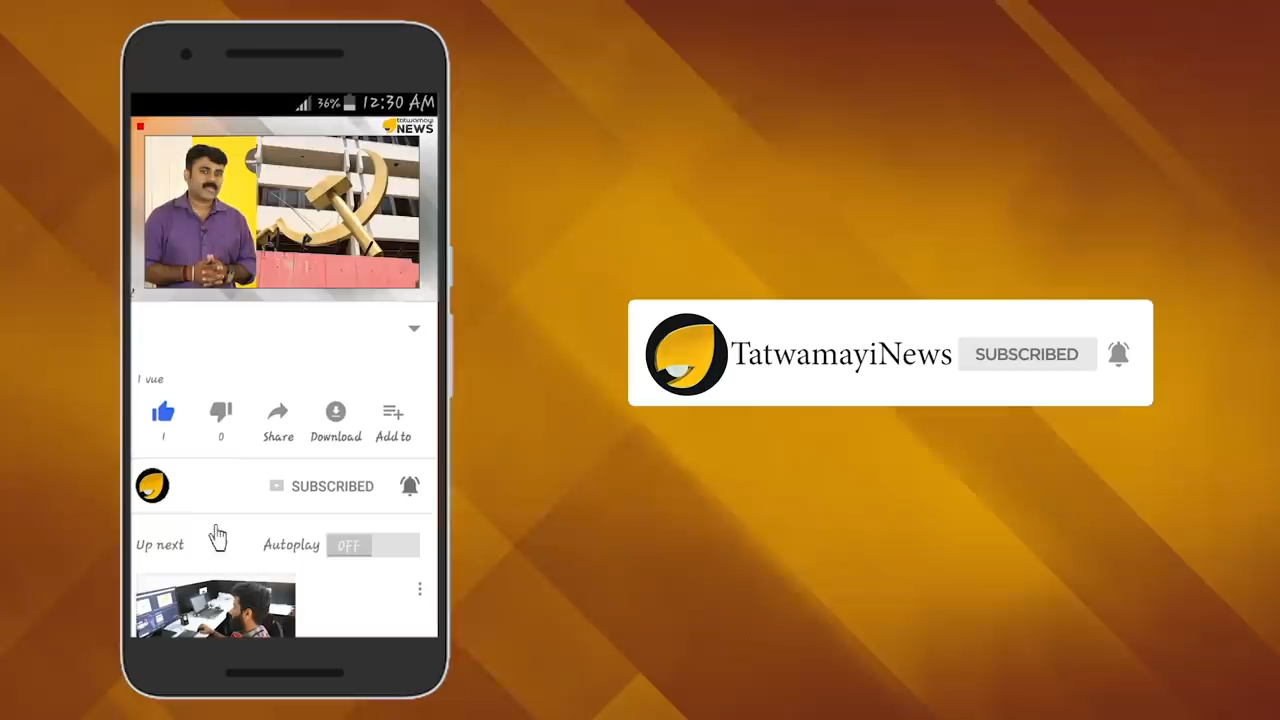 36% 12:30 AM
tatwamayi
NEWS
1 vue
1
0
Share
Download
Add to
SUBSCRIBED
Up next
Autoplay
OFF
TatwamayiNews
SUBSCRIBED